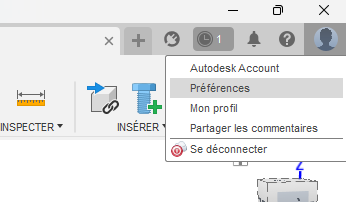 1
Autodesk Account
Préférences
Mon profil
Partager les commentaires
Se déconnecter
INSPECTER
INSÉRER